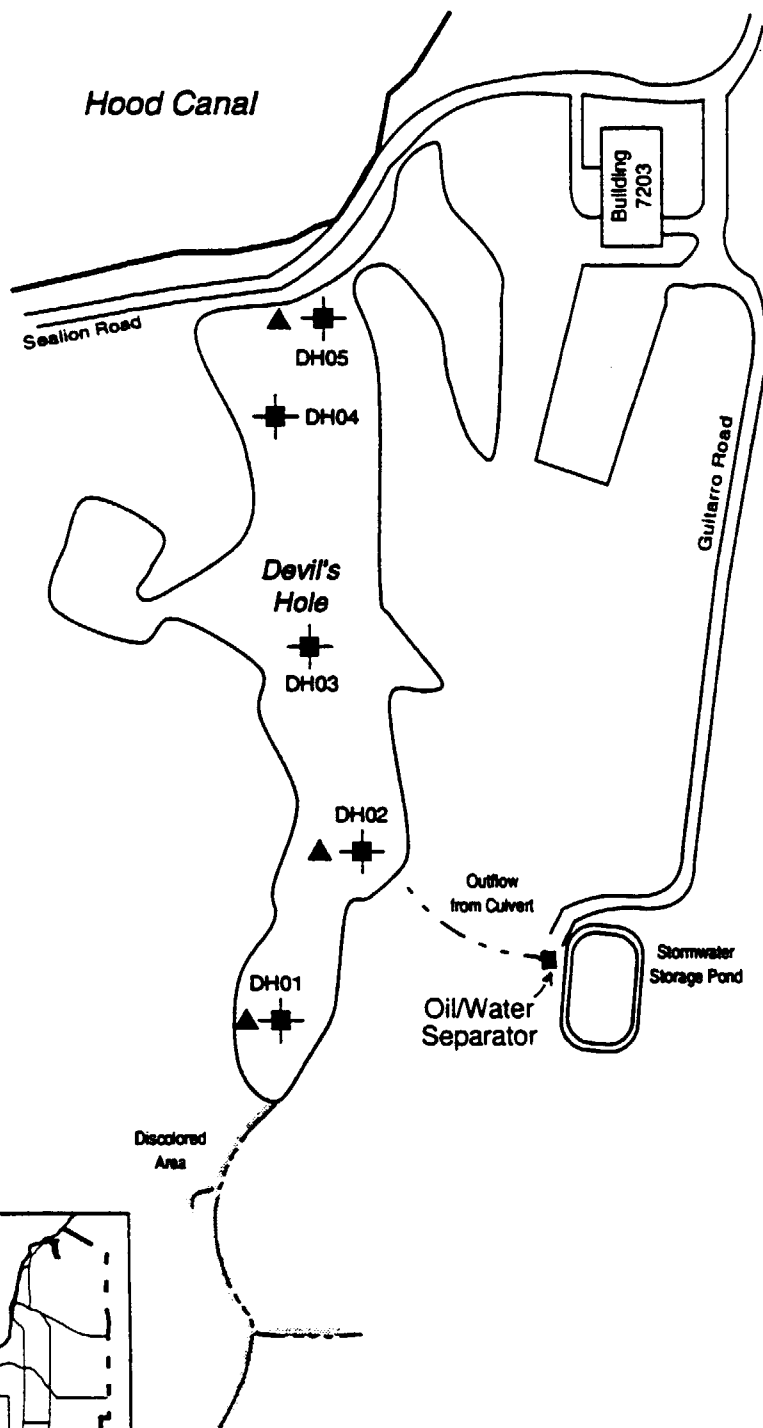 Hood Canal
Building
7203
Sealion Road
DH05
DH04
Guitarro Road
Devil's
Hole
DH03
DH02
Outflow
from Culvert
Stormwater
Storage Pond
DH01
Oil/Water
Separator
Discolored
Area